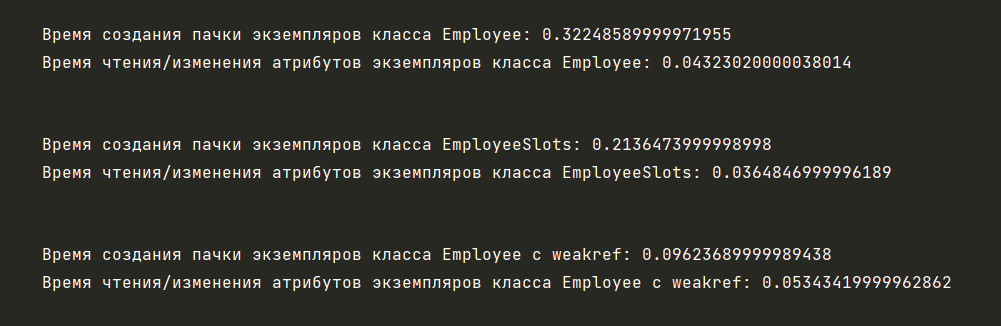 Время создания пачки экземпляров класса Employee: 0.32248589999971955
Время чтения/изменения атрибутов экземпляров класса Employee: 0.04323020000038014
Время создания пачки экземпляров класса EmployeeSlots: 0.2136473999998998
Время чтения/изменения атрибутов экземпляров класса EmployeeSlots: 0.0364846999996189
Время создания пачки экземпляров класса Employee с weakref: 0.09623689999989438
Время чтения/изменения атрибутов экземпляров класса Employee с weakref: 0.05343419999962862